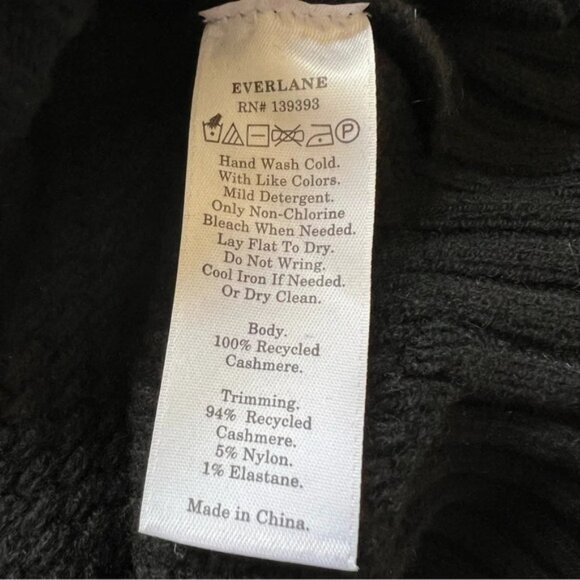 EVERLANE
RN# 139393
P
Hand Wash Cold.
With Like Colors.
Mild Detergent.
Only Non-Chlorine
Bleach When Needed.
Lay Flat To Dry.
Do Not Wring.
Cool Iron If Needed.
Or Dry Clean.
Body.
100% Recycled
Cashmere.
Trimming.
94% Recycled
Cashmere.
5% Nylon.
1% Elastane.
Made in China.